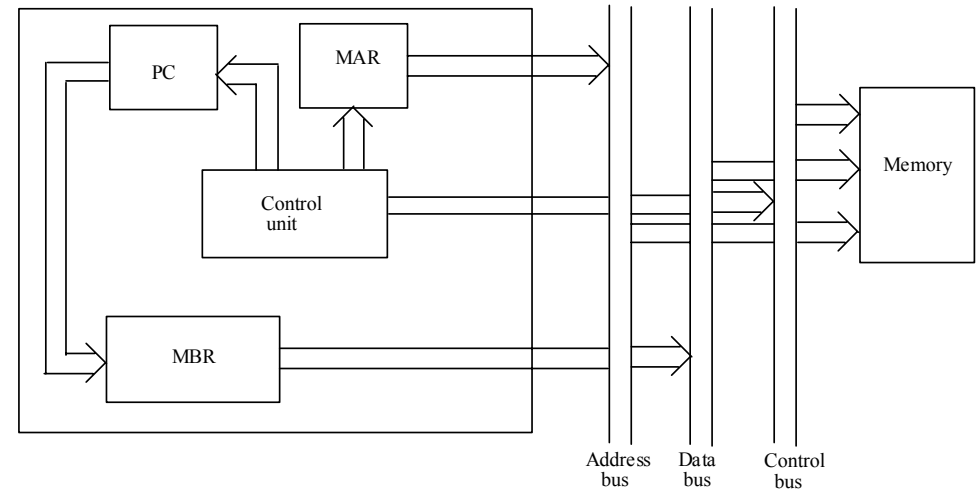 PC
MAR
Memory
Control
unit
MBR
Address
bus
Data
bus
Control
bus